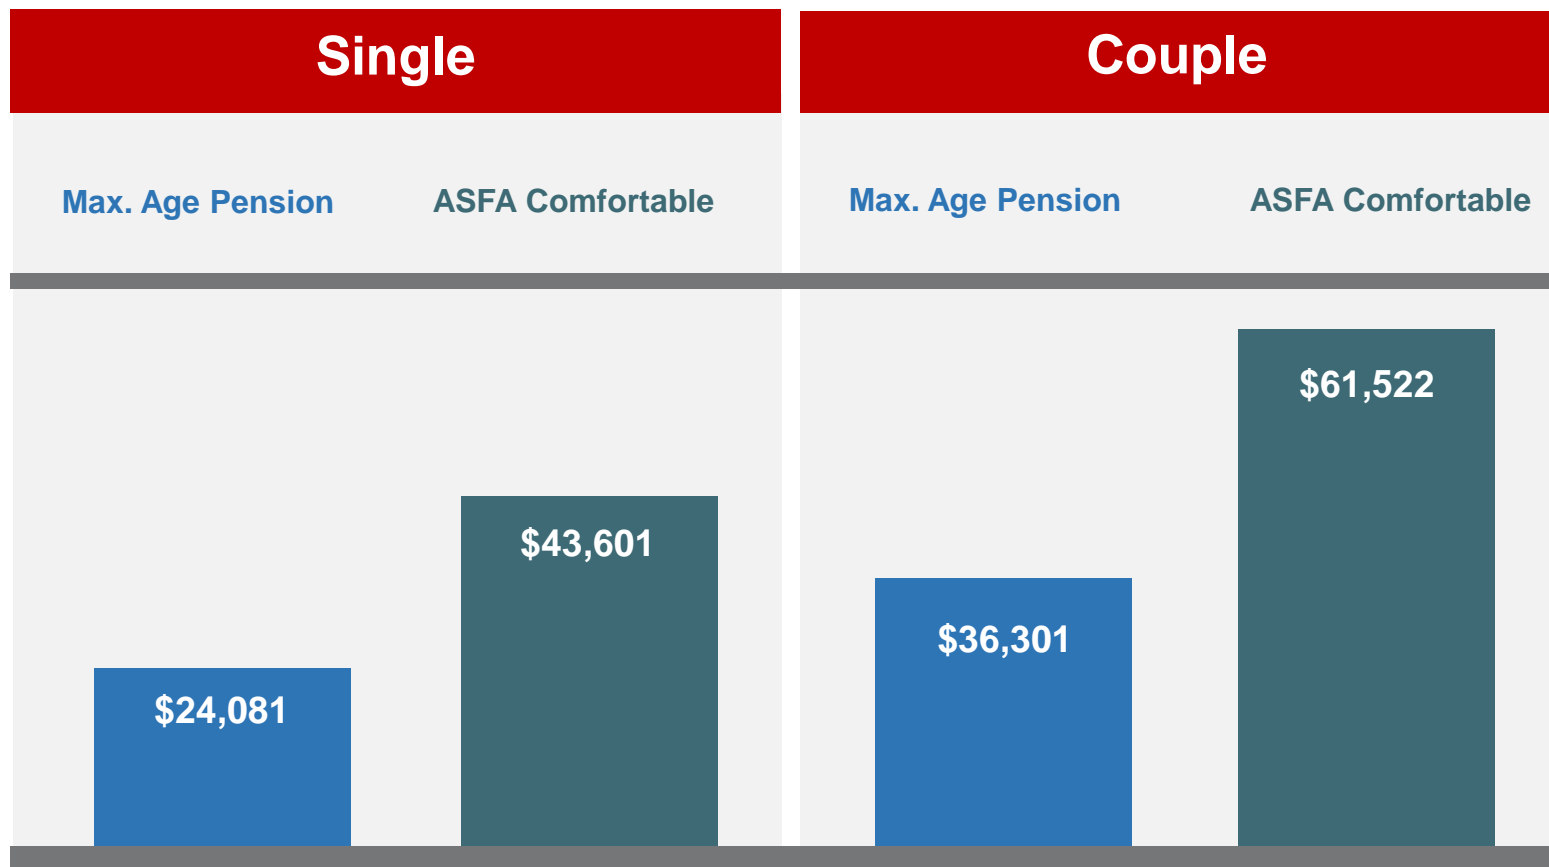 Single
Couple
Max. Age Pension
ASFA Comfortable
Max. Age Pension
ASFA Comfortable
$24,081
$43,601
$36,301
$61,522